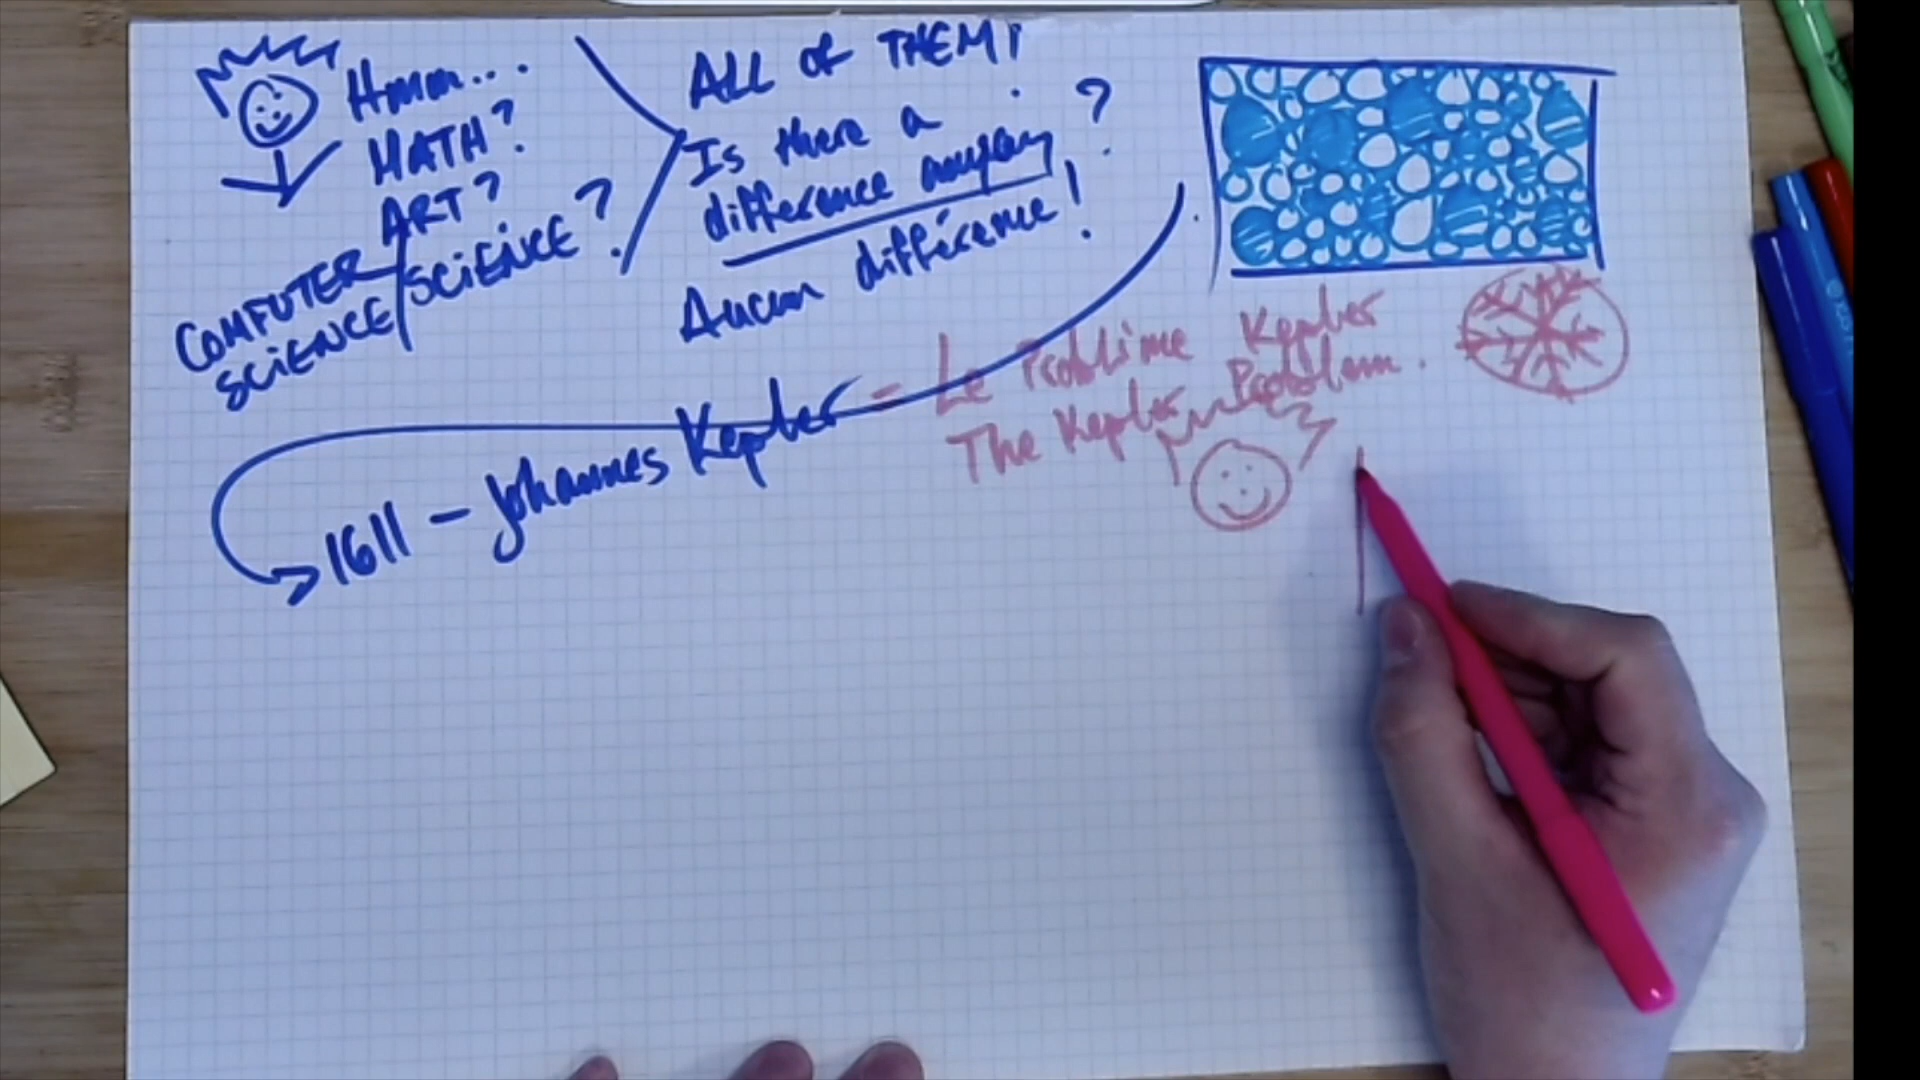 Hmm...
MATH?
ART?
COMPUTER
SCIENCE/SCIENCE?
ALL OF THEM!
Is there a
difference anyway?
Aucun différence!
1611 - Johannes Kepler = Le Problime Kepler
The Kepler Problem.